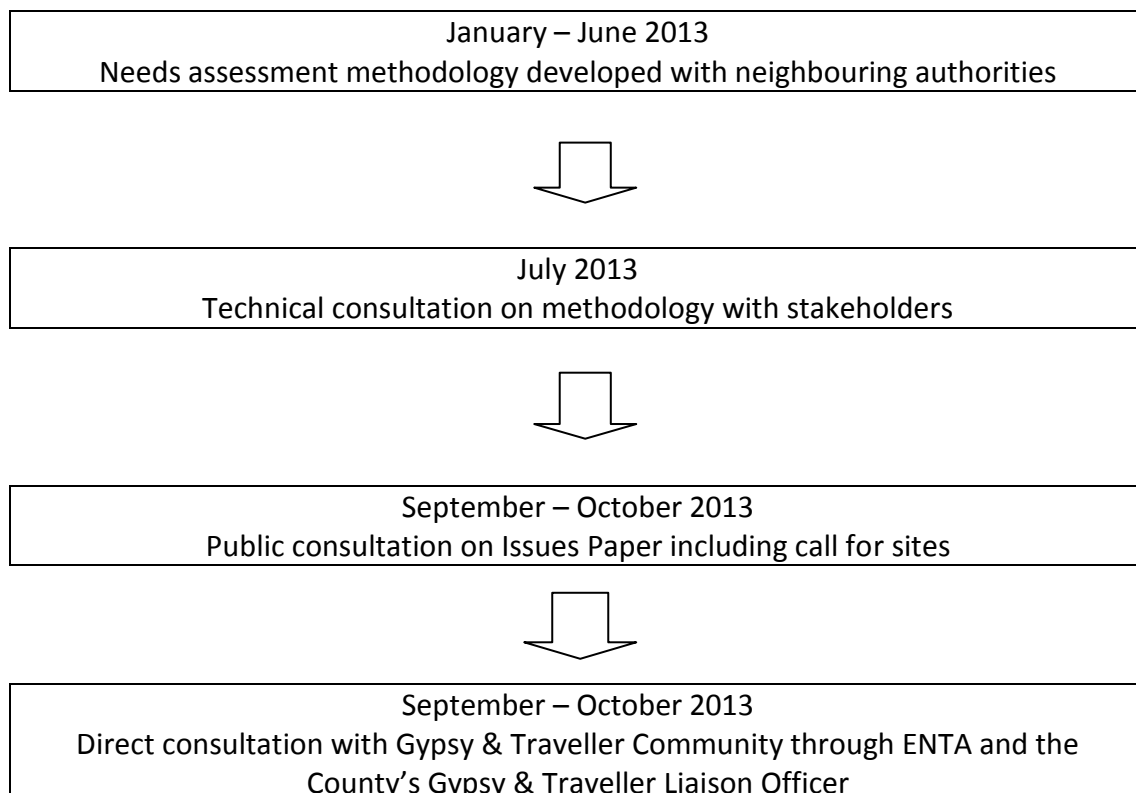 January – June 2013
Needs assessment methodology developed with neighbouring authorities
July 2013
Technical consultation on methodology with stakeholders
September – October 2013
Public consultation on Issues Paper including call for sites
September – October 2013
Direct consultation with Gypsy & Traveller Community through ENTA and the
County's Gypsy & Traveller Liaison Officer